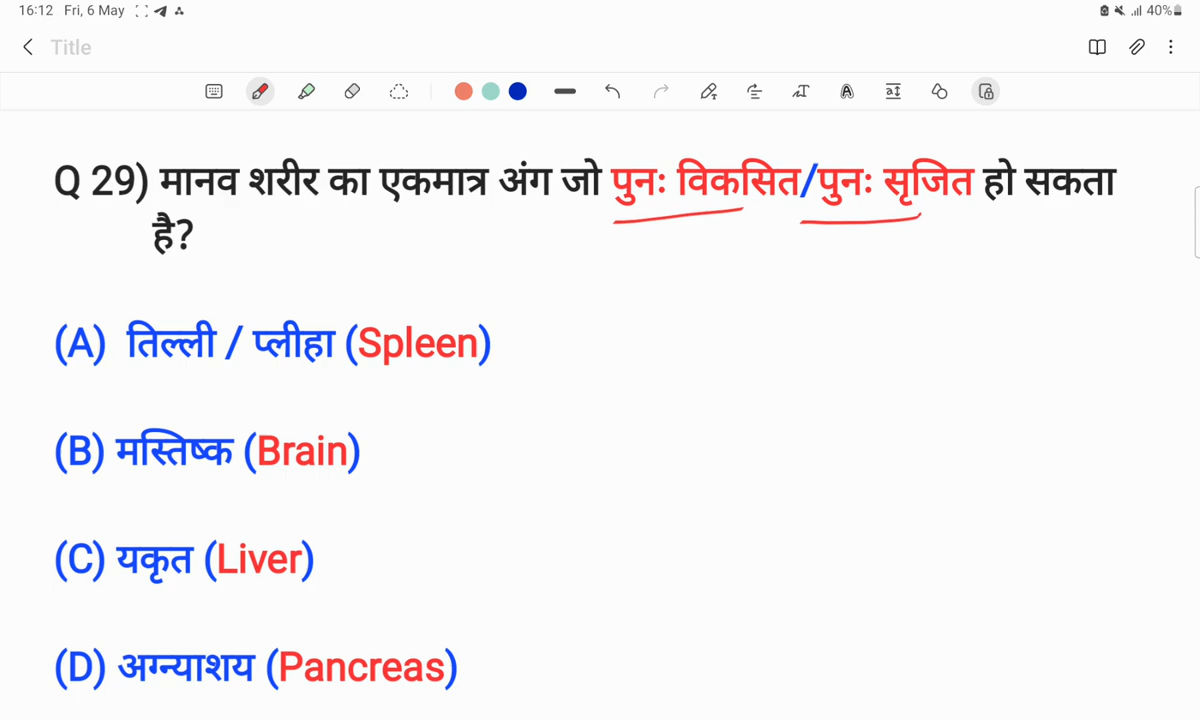 16:12 Fri, 6 May 40%
Title
Q 29) मानव शरीर का एकमात्र अंग जो पुनः विकसित/पुनः सृजित हो सकता
है?
(A) तिल्ली / प्लीहा (Spleen)
(B) मस्तिष्क (Brain)
(C) यकृत (Liver)
(D) अग्न्याशय (Pancreas)